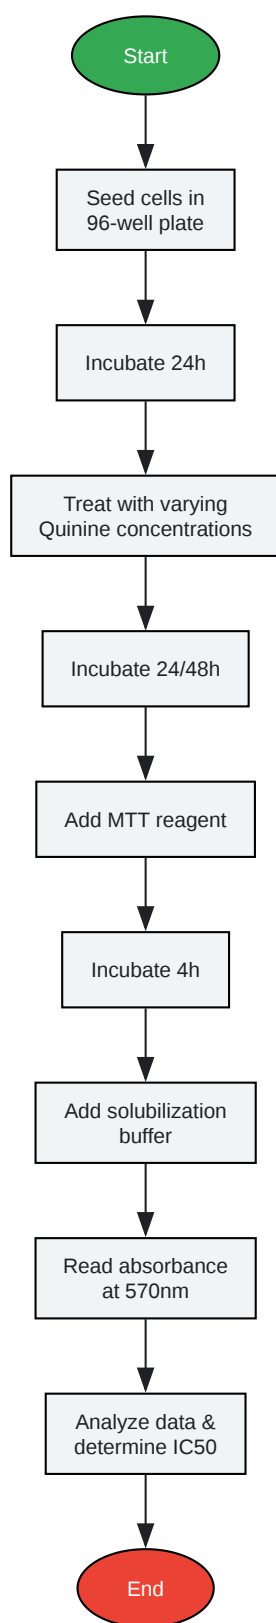 Start
Seed cells in
96-well plate
Incubate 24h
Treat with varying
Quinine concentrations
Incubate 24/48h
Add MTT reagent
Incubate 4h
Add solubilization
buffer
Read absorbance
at 570nm
Analyze data &
determine IC50
End